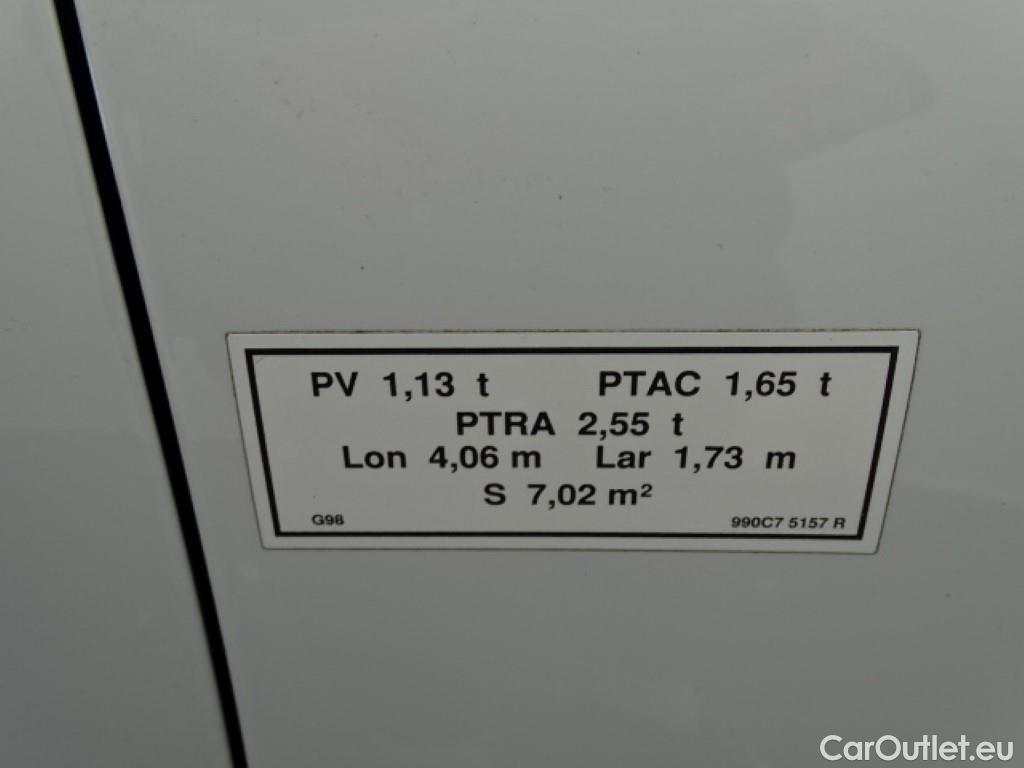 PV 1,13 t PTAC 1,65 t
PTRA 2,55 t
Lon 4,06 m Lar 1,73 m
S 7,02 m²
G98 990C7 5157 R
CarOutlet.eu